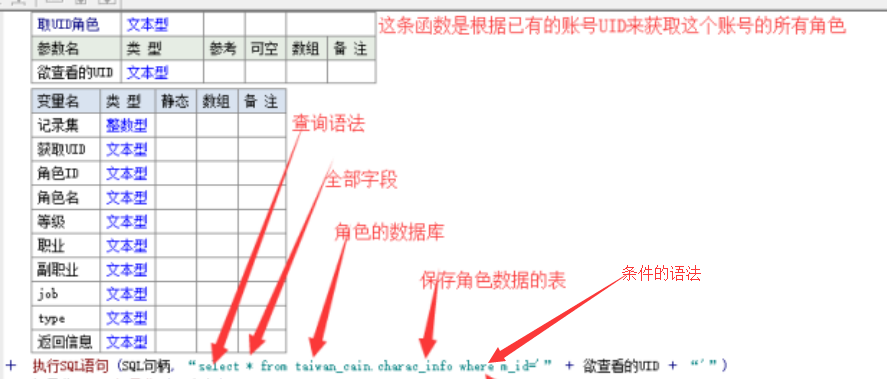 取UID角色 文本型 这条函数是根据已有的账号UID来获取这个账号的所有角色
参数名 类 型 参考 可空 数组 备 注
欲查看的UID 文本型
变量名 类 型 静态 数组 备 注
记录集 整数型
查询语法
获取UID 文本型
角色ID 文本型
全部字段
角色名 文本型
等级 文本型
角色的数据库
职业 文本型
副职业 文本型
保存角色数据的表
条件的语法
job 文本型
type 文本型
返回信息 文本型
+ 执行SQL语句 (SQL句柄, “select * from taiwan_cain.charac_info where m_id='” + 欲查看的UID + “'”)